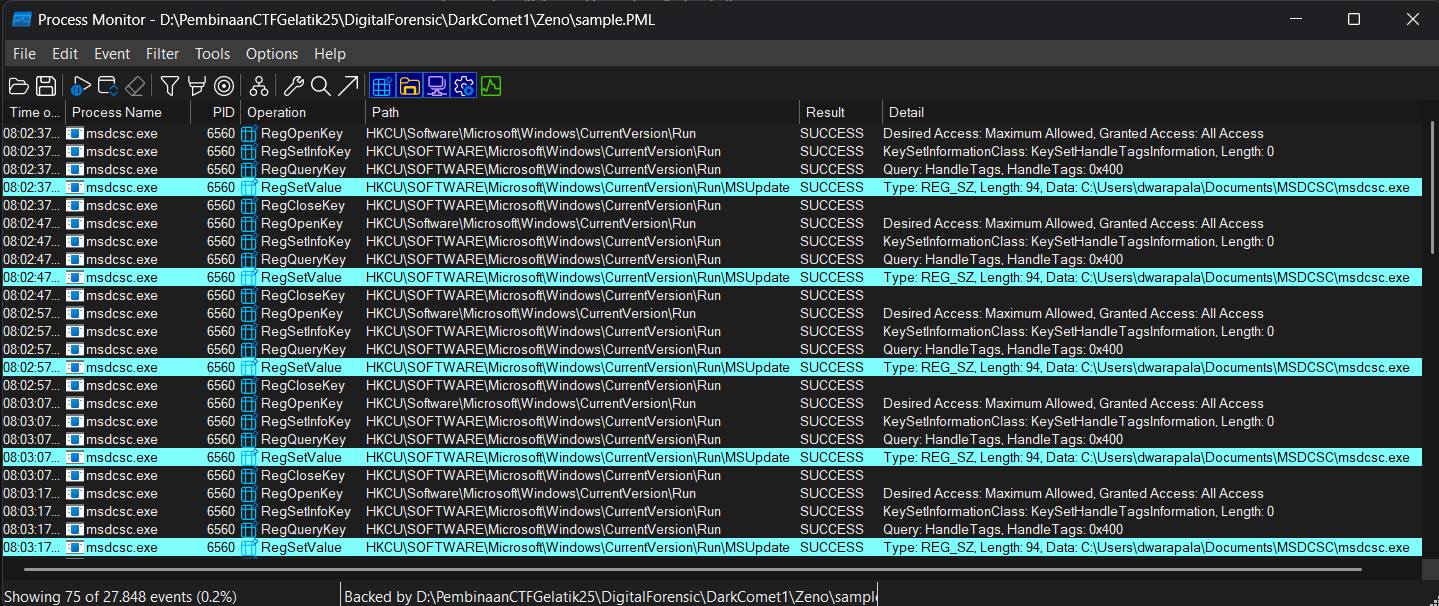 Process Monitor - D:\PembinaanCTFGelatik25\DigitalForensic\DarkComet1\Zeno\sample.PML
File Edit Event Filter Tools Options Help
Time o... Process Name PID Operation Path Result Detail
08:02:37... msdcsc.exe 6560 RegOpenKey HKCU\Software\Microsoft\Windows\CurrentVersion\Run SUCCESS Desired Access: Maximum Allowed, Granted Access: All Access
08:02:37... msdcsc.exe 6560 RegSetInfoKey HKCU\SOFTWARE\Microsoft\Windows\CurrentVersion\Run SUCCESS KeySetInformationClass: KeySetHandleTagsInformation, Length: 0
08:02:37... msdcsc.exe 6560 RegQueryKey HKCU\SOFTWARE\Microsoft\Windows\CurrentVersion\Run SUCCESS Query: HandleTags, HandleTags: 0x400
08:02:37... msdcsc.exe 6560 RegSetValue HKCU\SOFTWARE\Microsoft\Windows\CurrentVersion\Run\MSUpdate SUCCESS Type: REG_SZ, Length: 94, Data: C:\Users\dwarapala\Documents\MSDCSC\msdcsc.exe
08:02:37... msdcsc.exe 6560 RegCloseKey HKCU\SOFTWARE\Microsoft\Windows\CurrentVersion\Run SUCCESS
08:02:47... msdcsc.exe 6560 RegOpenKey HKCU\Software\Microsoft\Windows\CurrentVersion\Run SUCCESS Desired Access: Maximum Allowed, Granted Access: All Access
08:02:47... msdcsc.exe 6560 RegSetInfoKey HKCU\SOFTWARE\Microsoft\Windows\CurrentVersion\Run SUCCESS KeySetInformationClass: KeySetHandleTagsInformation, Length: 0
08:02:47... msdcsc.exe 6560 RegQueryKey HKCU\SOFTWARE\Microsoft\Windows\CurrentVersion\Run SUCCESS Query: HandleTags, HandleTags: 0x400
08:02:47... msdcsc.exe 6560 RegSetValue HKCU\SOFTWARE\Microsoft\Windows\CurrentVersion\Run\MSUpdate SUCCESS Type: REG_SZ, Length: 94, Data: C:\Users\dwarapala\Documents\MSDCSC\msdcsc.exe
08:02:47... msdcsc.exe 6560 RegCloseKey HKCU\SOFTWARE\Microsoft\Windows\CurrentVersion\Run SUCCESS
08:02:57... msdcsc.exe 6560 RegOpenKey HKCU\Software\Microsoft\Windows\CurrentVersion\Run SUCCESS Desired Access: Maximum Allowed, Granted Access: All Access
08:02:57... msdcsc.exe 6560 RegSetInfoKey HKCU\SOFTWARE\Microsoft\Windows\CurrentVersion\Run SUCCESS KeySetInformationClass: KeySetHandleTagsInformation, Length: 0
08:02:57... msdcsc.exe 6560 RegQueryKey HKCU\SOFTWARE\Microsoft\Windows\CurrentVersion\Run SUCCESS Query: HandleTags, HandleTags: 0x400
08:02:57... msdcsc.exe 6560 RegSetValue HKCU\SOFTWARE\Microsoft\Windows\CurrentVersion\Run\MSUpdate SUCCESS Type: REG_SZ, Length: 94, Data: C:\Users\dwarapala\Documents\MSDCSC\msdcsc.exe
08:02:57... msdcsc.exe 6560 RegCloseKey HKCU\SOFTWARE\Microsoft\Windows\CurrentVersion\Run SUCCESS
08:03:07... msdcsc.exe 6560 RegOpenKey HKCU\Software\Microsoft\Windows\CurrentVersion\Run SUCCESS Desired Access: Maximum Allowed, Granted Access: All Access
08:03:07... msdcsc.exe 6560 RegSetInfoKey HKCU\SOFTWARE\Microsoft\Windows\CurrentVersion\Run SUCCESS KeySetInformationClass: KeySetHandleTagsInformation, Length: 0
08:03:07... msdcsc.exe 6560 RegQueryKey HKCU\SOFTWARE\Microsoft\Windows\CurrentVersion\Run SUCCESS Query: HandleTags, HandleTags: 0x400
08:03:07... msdcsc.exe 6560 RegSetValue HKCU\SOFTWARE\Microsoft\Windows\CurrentVersion\Run\MSUpdate SUCCESS Type: REG_SZ, Length: 94, Data: C:\Users\dwarapala\Documents\MSDCSC\msdcsc.exe
08:03:07... msdcsc.exe 6560 RegCloseKey HKCU\SOFTWARE\Microsoft\Windows\CurrentVersion\Run SUCCESS
08:03:17... msdcsc.exe 6560 RegOpenKey HKCU\Software\Microsoft\Windows\CurrentVersion\Run SUCCESS Desired Access: Maximum Allowed, Granted Access: All Access
08:03:17... msdcsc.exe 6560 RegSetInfoKey HKCU\SOFTWARE\Microsoft\Windows\CurrentVersion\Run SUCCESS KeySetInformationClass: KeySetHandleTagsInformation, Length: 0
08:03:17... msdcsc.exe 6560 RegQueryKey HKCU\SOFTWARE\Microsoft\Windows\CurrentVersion\Run SUCCESS Query: HandleTags, HandleTags: 0x400
08:03:17... msdcsc.exe 6560 RegSetValue HKCU\SOFTWARE\Microsoft\Windows\CurrentVersion\Run\MSUpdate SUCCESS Type: REG_SZ, Length: 94, Data: C:\Users\dwarapala\Documents\MSDCSC\msdcsc.exe
Showing 75 of 27.848 events (0.2%) Backed by D:\PembinaanCTFGelatik25\DigitalForensic\DarkComet1\Zeno\sampl